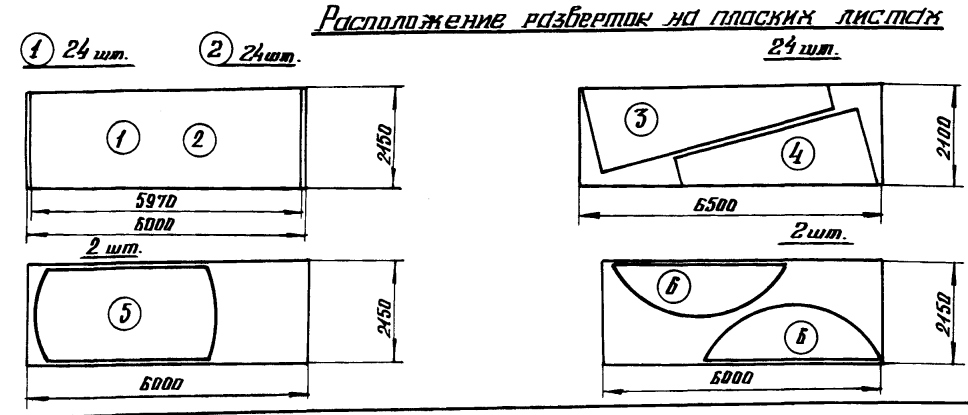 Расположение разверток на плоских листах
1 24 шт. 2 24 шт. 24 шт.
1 2 2150
5970
6000
3 4 2100
6500
2 шт.
5 2150
6000
2 шт.
6 6 2150
6000